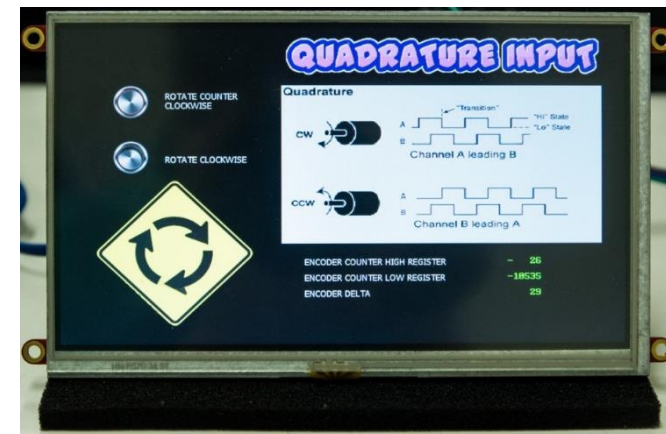 QUADRATURE INPUT
ROTATE COUNTER
CLOCKWISE
ROTATE CLOCKWISE
Quadrature
"Transition"
"Hi" State
"Lo" State
CW
A
B
Channel A leading B
CCW
A
B
Channel B leading A
ENCODER COUNTER HIGH REGISTER - 26
ENCODER COUNTER LOW REGISTER -10535
ENCODER DELTA 29